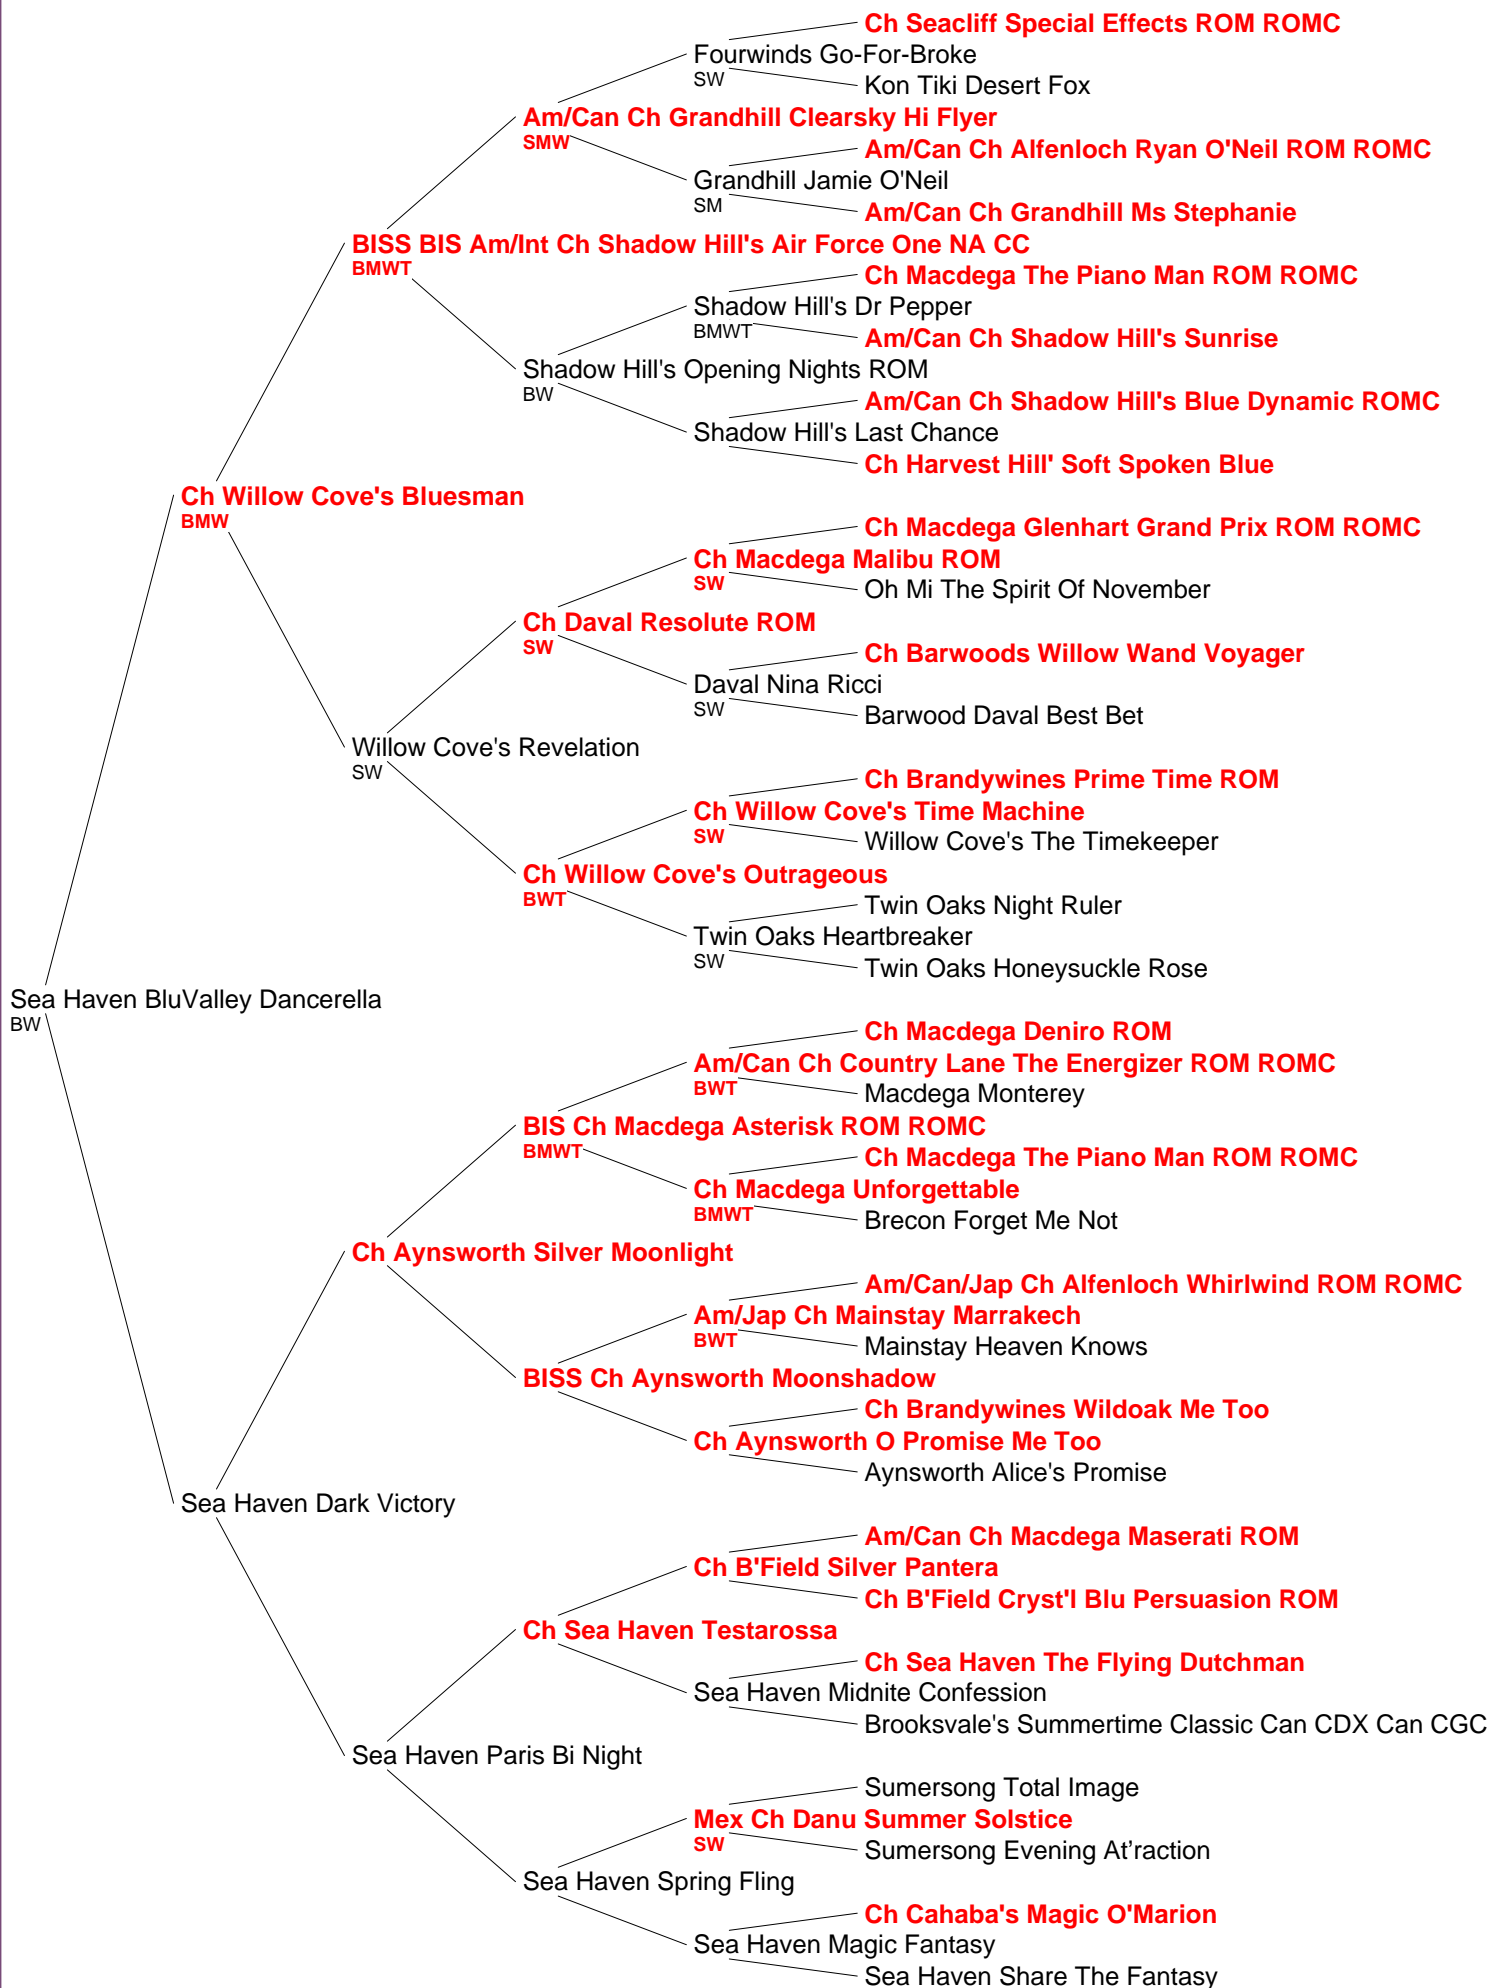 Ch Seacliff Special Effects ROM ROMC
Fourwinds Go-For-Broke
SW
Kon Tiki Desert Fox
Am/Can Ch Grandhill Clearsky Hi Flyer
SMW
Am/Can Ch Alfenloch Ryan O'Neil ROM ROMC
Grandhill Jamie O'Neil
SM
Am/Can Ch Grandhill Ms Stephanie
BISS BIS Am/Int Ch Shadow Hill's Air Force One NA CC
BMWT
Ch Macdega The Piano Man ROM ROMC
Shadow Hill's Dr Pepper
BMWT
Am/Can Ch Shadow Hill's Sunrise
Shadow Hill's Opening Nights ROM
BW
Am/Can Ch Shadow Hill's Blue Dynamic ROMC
Shadow Hill's Last Chance
Ch Harvest Hill' Soft Spoken Blue
Ch Willow Cove's Bluesman
BMW
Ch Macdega Glenhart Grand Prix ROM ROMC
Ch Macdega Malibu ROM
SW
Oh Mi The Spirit Of November
Ch Daval Resolute ROM
SW
Ch Barwoods Willow Wand Voyager
Daval Nina Ricci
SW
Barwood Daval Best Bet
Willow Cove's Revelation
SW
Ch Brandywines Prime Time ROM
Ch Willow Cove's Time Machine
SW
Willow Cove's The Timekeeper
Ch Willow Cove's Outrageous
BWT
Twin Oaks Night Ruler
Twin Oaks Heartbreaker
SW
Twin Oaks Honeysuckle Rose
Sea Haven BluValley Dancerella
BW
Ch Macdega Deniro ROM
Am/Can Ch Country Lane The Energizer ROM ROMC
BWT
Macdega Monterey
BIS Ch Macdega Asterisk ROM ROMC
BMWT
Ch Macdega The Piano Man ROM ROMC
Ch Macdega Unforgettable
BMWT
Brecon Forget Me Not
Ch Aynsworth Silver Moonlight
Am/Can/Jap Ch Alfenloch Whirlwind ROM ROMC
Am/Jap Ch Mainstay Marrakech
BWT
Mainstay Heaven Knows
BISS Ch Aynsworth Moonshadow
Ch Brandywines Wildoak Me Too
Ch Aynsworth O Promise Me Too
Aynsworth Alice's Promise
Sea Haven Dark Victory
Am/Can Ch Macdega Maserati ROM
Ch B'Field Silver Pantera
Ch B'Field Cryst'l Blu Persuasion ROM
Ch Sea Haven Testarossa
Ch Sea Haven The Flying Dutchman
Sea Haven Midnite Confession
Brooksvale's Summertime Classic Can CDX Can CGC
Sea Haven Paris Bi Night
Sumersong Total Image
Mex Ch Danu Summer Solstice
SW
Sumersong Evening At’raction
Sea Haven Spring Fling
Ch Cahaba's Magic O'Marion
Sea Haven Magic Fantasy
Sea Haven Share The Fantasy